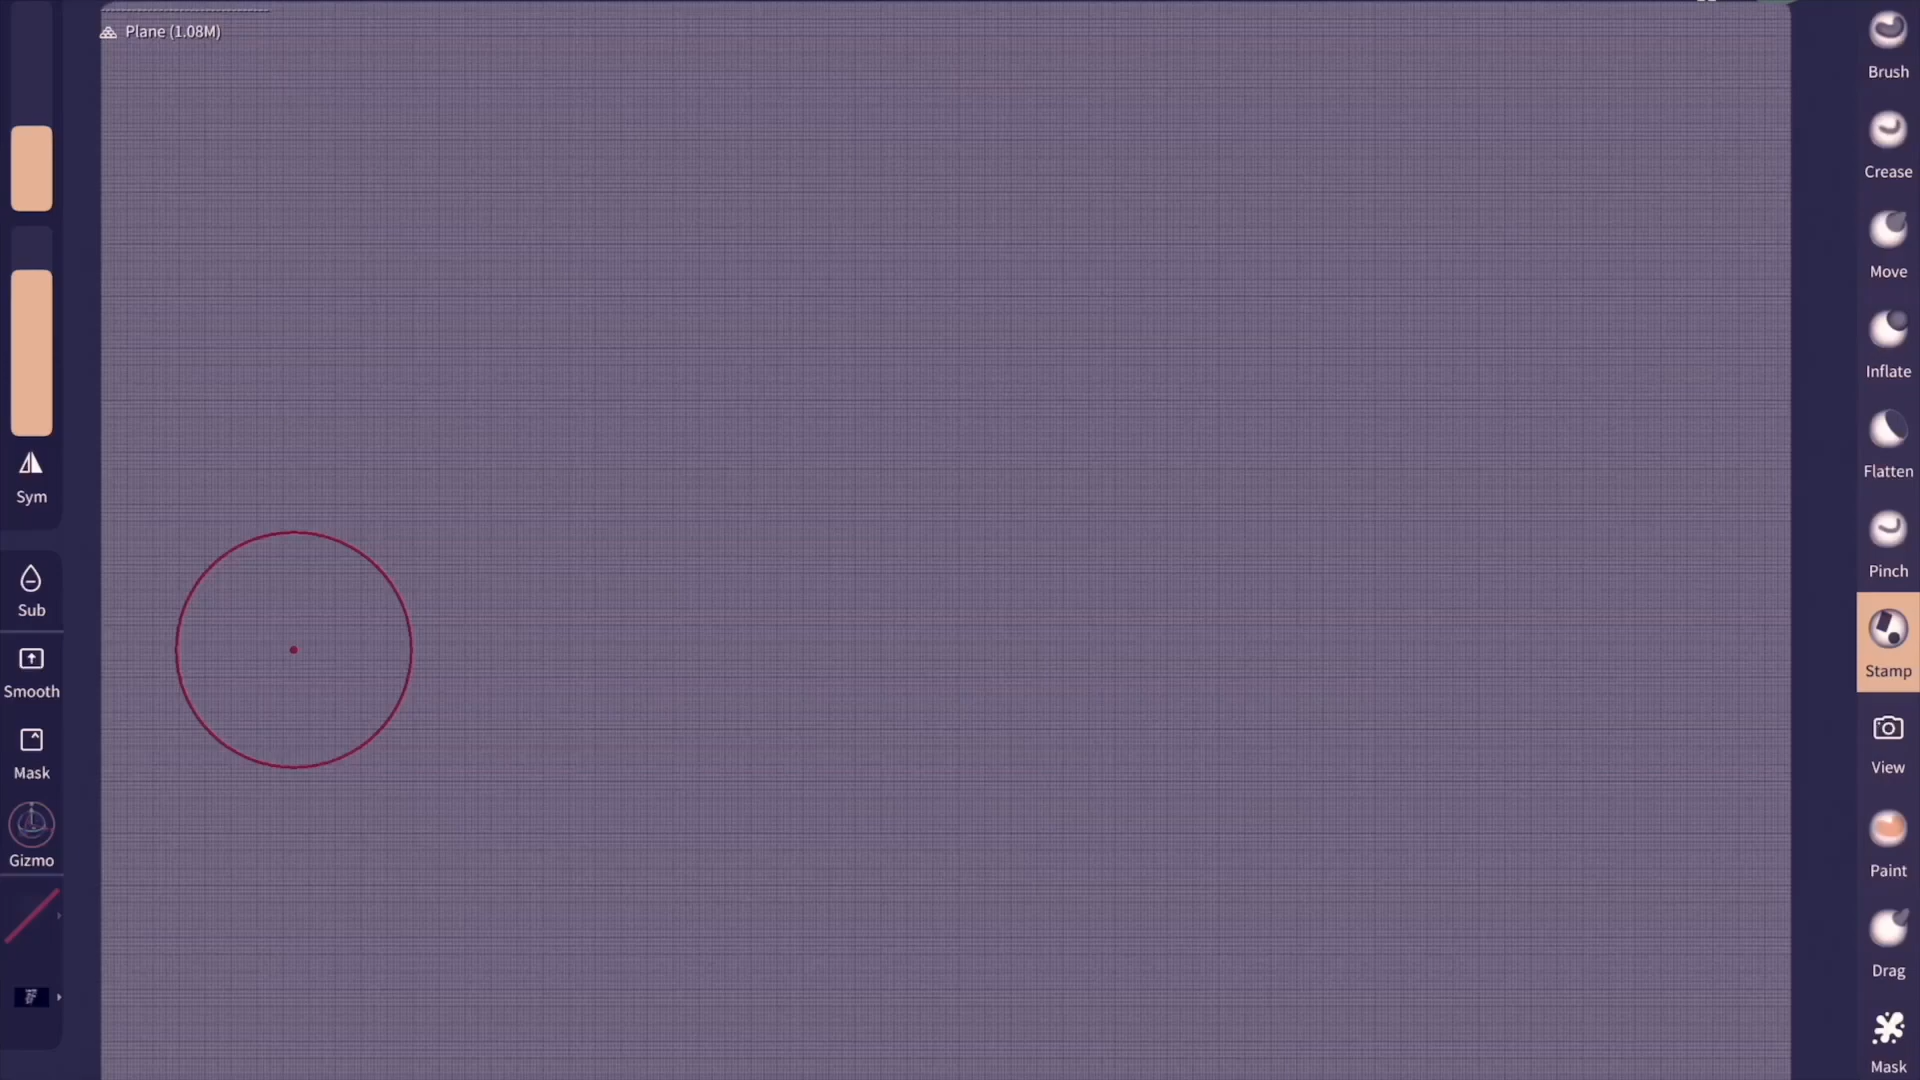 Plane (1.08M)
Sym
Sub
Smooth
Mask
Gizmo
Brush
Crease
Move
Inflate
Flatten
Pinch
Stamp
View
Paint
Drag
Mask